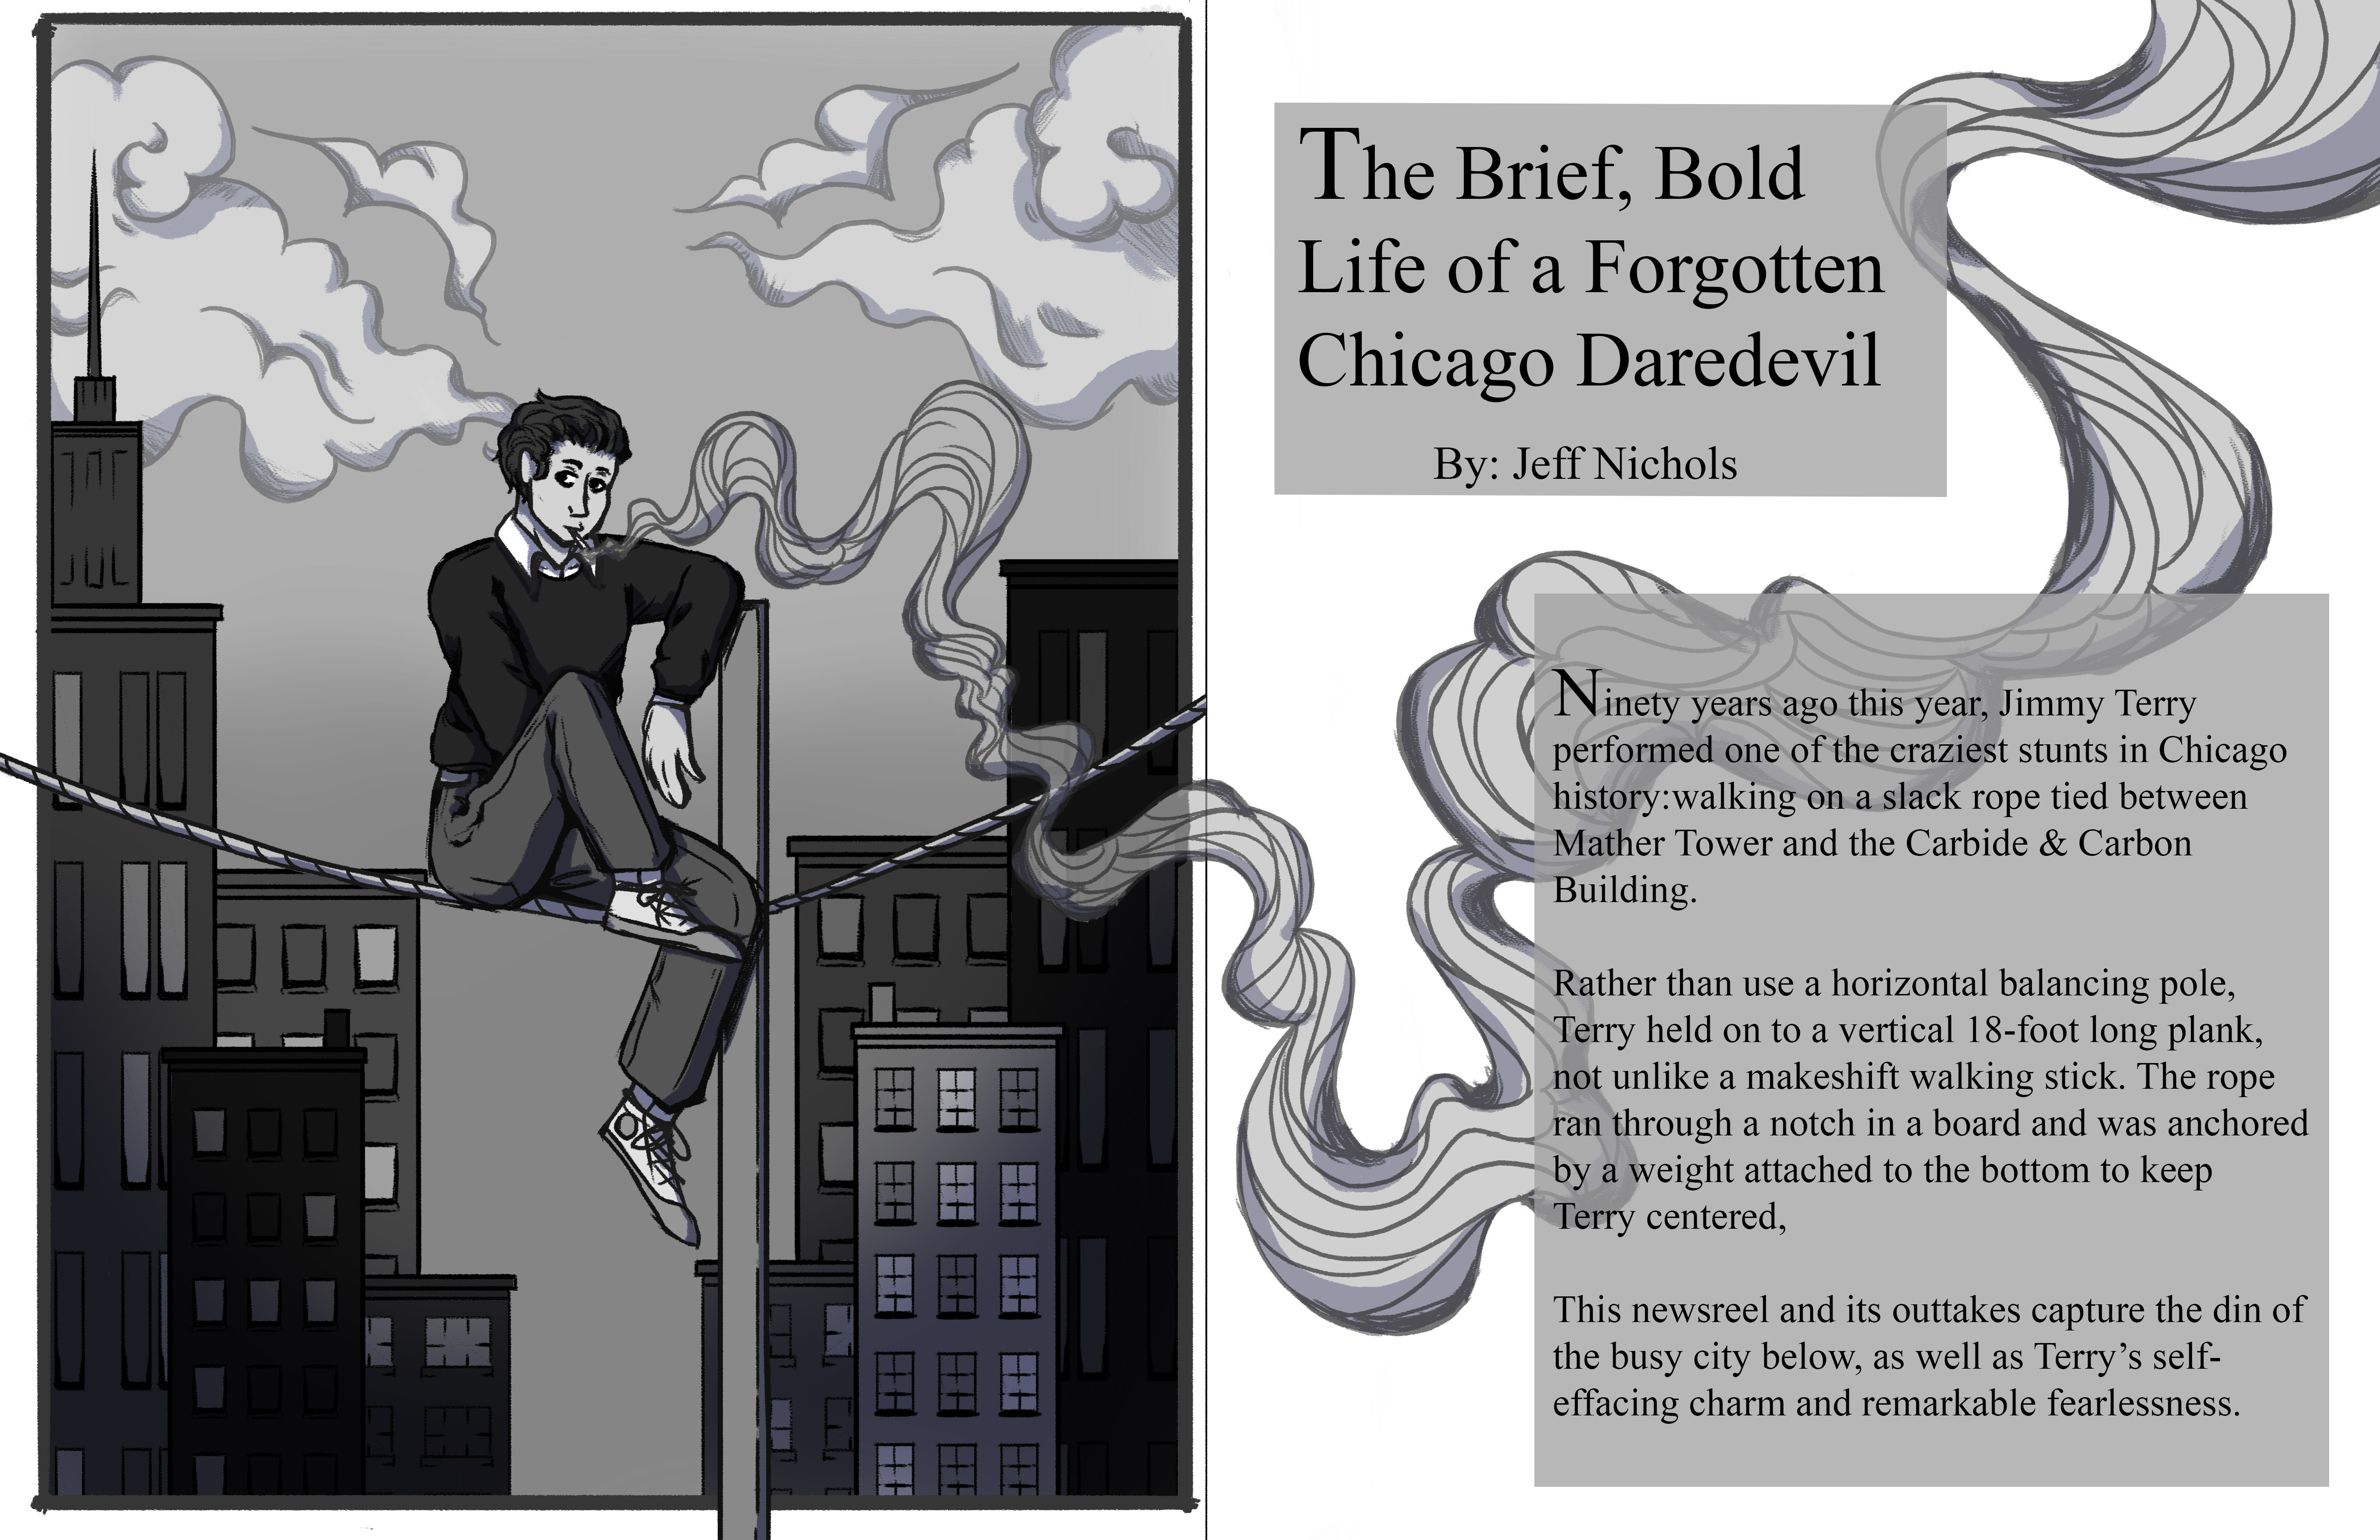 The Brief, Bold
Life of a Forgotten
Chicago Daredevil
By: Jeff Nichols
Ninety years ago this year, Jimmy Terry
performed one of the craziest stunts in Chicago
history:walking on a slack rope tied between
Mather Tower and the Carbide & Carbon
Building.
Rather than use a horizontal balancing pole,
Terry held on to a vertical 18-foot long plank,
not unlike a makeshift walking stick. The rope
ran through a notch in a board and was anchored
by a weight attached to the bottom to keep
Terry centered,
This newsreel and its outtakes capture the din of
the busy city below, as well as Terry’s self-
effacing charm and remarkable fearlessness.